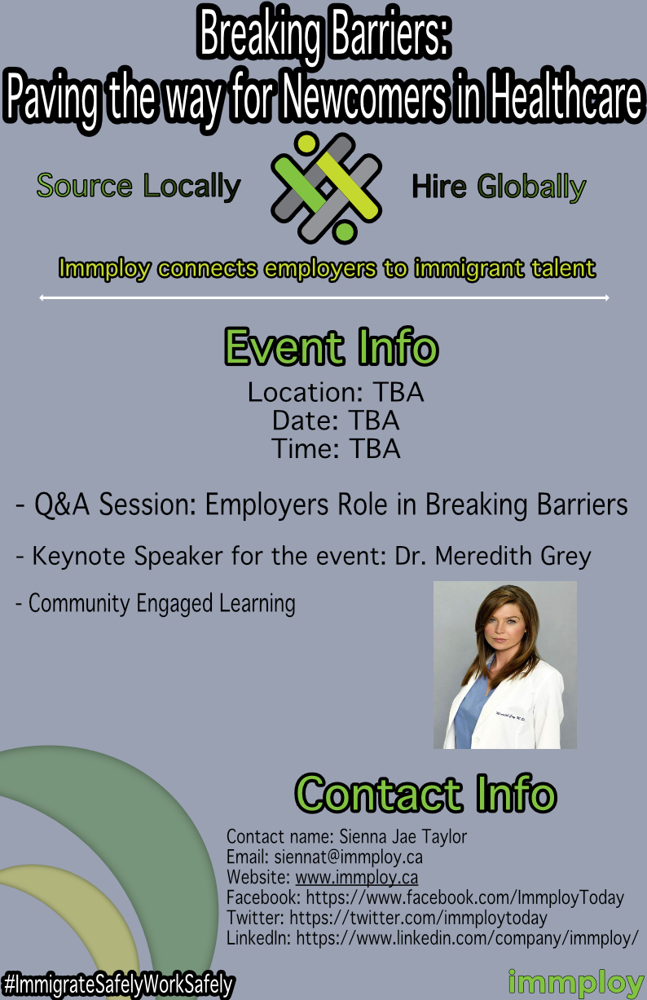 Breaking Barriers:
Paving the way for Newcomers in Healthcare
Source Locally
Hire Globally
Immploy connects employers to immigrant talent
Event Info
Location: TBA
Date: TBA
Time: TBA
- Q&A Session: Employers Role in Breaking Barriers
- Keynote Speaker for the event: Dr. Meredith Grey
- Community Engaged Learning
Meredith Grey M.D.
Contact Info
Contact name: Sienna Jae Taylor
Email: siennat@immploy.ca
Website: www.immploy.ca
Facebook: https://www.facebook.com/ImmployToday
Twitter: https://twitter.com/immploytoday
LinkedIn: https://www.linkedin.com/company/immploy/
#ImmigrateSafelyWorkSafely
immploy